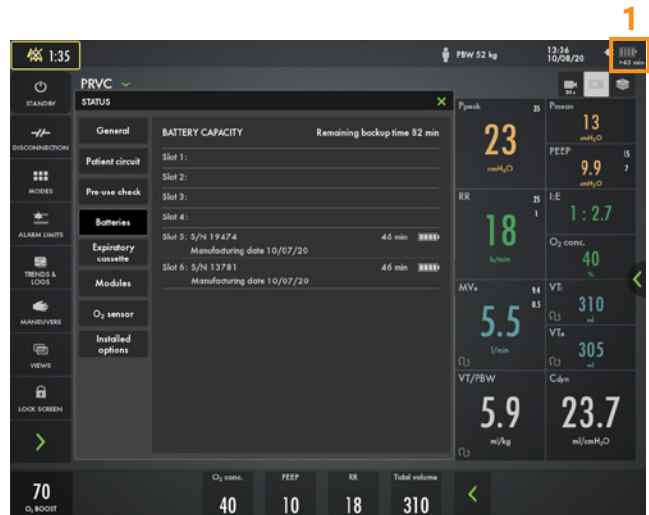 1
1:35
PBW 52 kg
13:36
10/08/20
>45 min
STANDBY
PRVC
STATUS
General
BATTERY CAPACITY
Remaining backup time 82 min
DISCONNECTION
Patient circuit
Slot 1:
Slot 2:
MODES
Pre-use check
Slot 3:
Batteries
Slot 4:
ALARM LIMITS
Expiratory
cassette
Slot 5: S/N 19474
46 min
Manufacturing date 10/07/20
Slot 6: S/N 13781
46 min
Manufacturing date 10/07/20
TRENDS &
LOGS
Modules
O₂ sensor
MANEUVERS
Installed
options
VIEWS
LOCK SCREEN
30s
Ppeak
35
23
cmH₂O
Pmean
13
cmH₂O
PEEP
15
9.9
7
cmH₂O
RR
25
1
18
b/min
I:E
1 : 2.7
O₂ conc.
40
%
MVe
9.4
0.5
5.5
l/min
VTi
310
ml
VTe
305
ml
VT/PBW
5.9
ml/kg
Cdyn
23.7
ml/cmH₂O
70
O₂ BOOST
O₂ conc.
40
PEEP
10
RR
18
Tidal volume
310